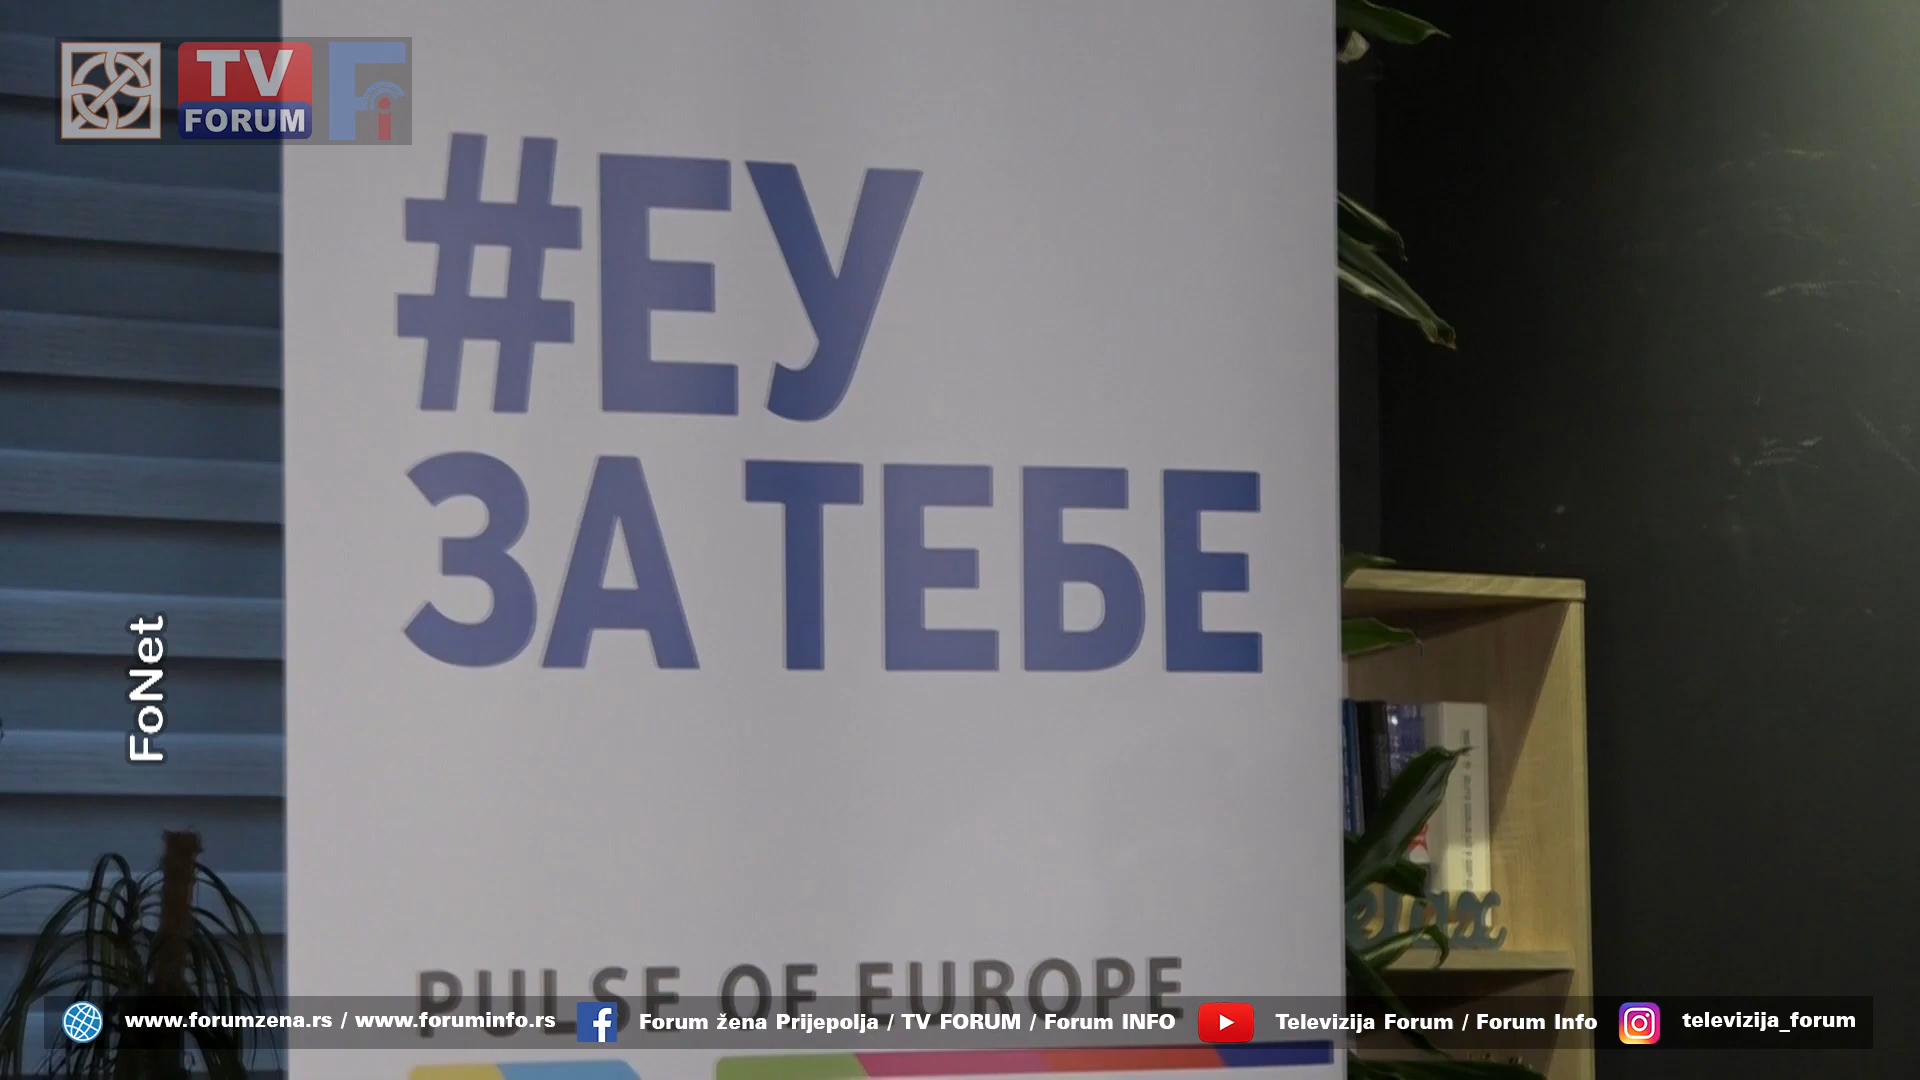 TV
FORUM
Fi
#ЕУ
ЗА ТЕБЕ
FoNet
PULSE OF EUROPE
www.forumzena.rs / www.foruminfo.rs
Forum žena Prijepolja / TV FORUM / Forum INFO
Televizija Forum / Forum Info
televizija_forum